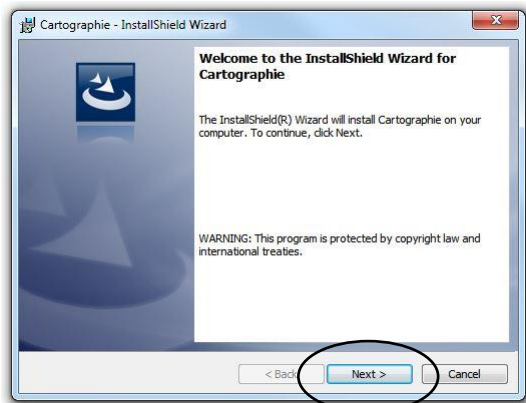 Cartographie - InstallShield Wizard
Welcome to the InstallShield Wizard for
Cartographie
The InstallShield(R) Wizard will install Cartographie on your
computer. To continue, click Next.
WARNING: This program is protected by copyright law and
international treaties.
< Back
Next >
Cancel